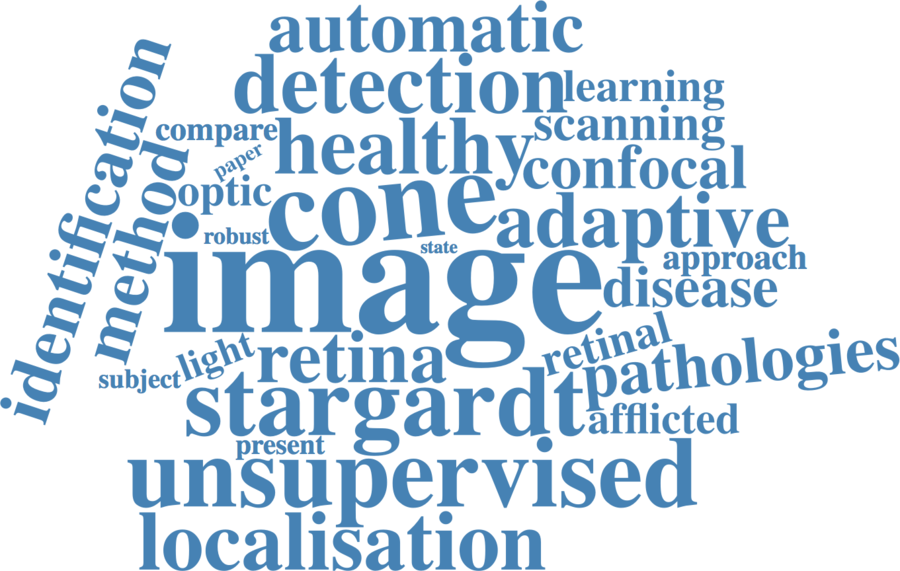 automatic
detection
learning
identification
compare
healthy
scanning
paper
method
optic
cone
confocal
adaptive
robust
state
image
approach
disease
light
retina
retinal
pathologies
subject
stargardt
afflicted
present
unsupervised
localisation